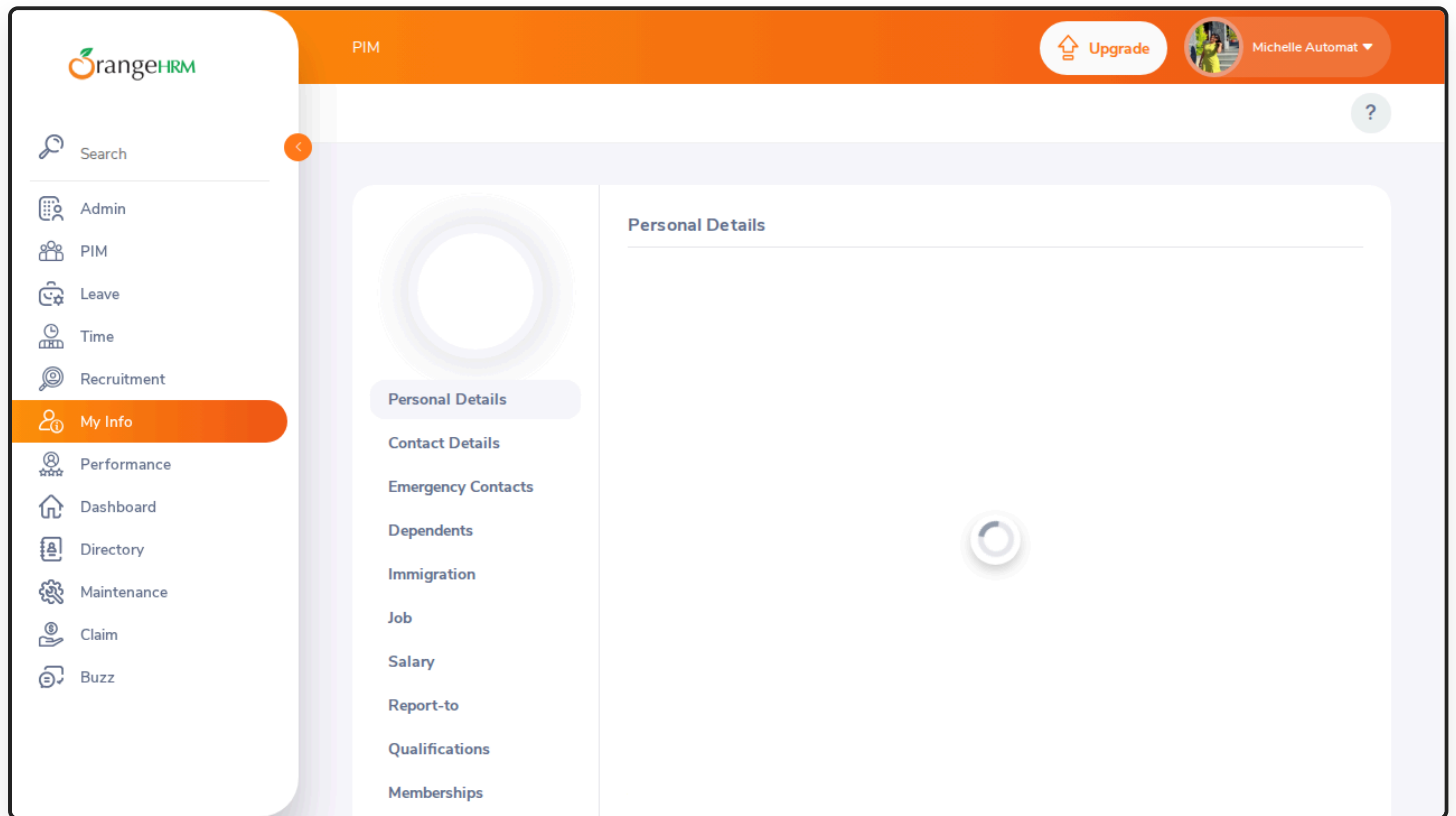 OrangeHRM
PIM
Upgrade
Michelle Automat
?
Search
Admin
PIM
Leave
Time
Recruitment
My Info
Performance
Dashboard
Directory
Maintenance
Claim
Buzz
Personal Details
Contact Details
Emergency Contacts
Dependents
Immigration
Job
Salary
Report-to
Qualifications
Memberships
Personal Details